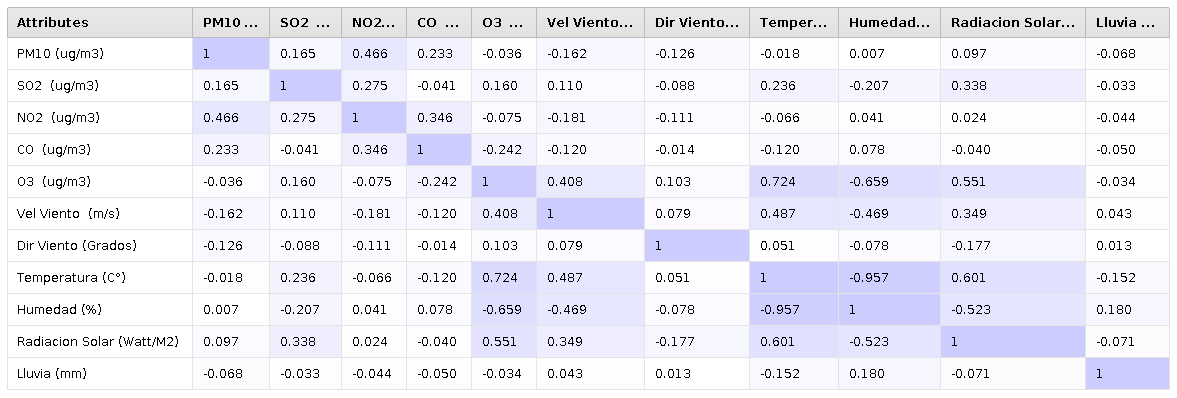 Attributes PM10 ... SO2 ... NO2... CO ... O3 ... Vel Viento... Dir Viento... Temper... Humedad... Radiacion Solar... Lluvia ...
PM10 (ug/m3) 1 0.165 0.466 0.233 -0.036 -0.162 -0.126 -0.018 0.007 0.097 -0.068
SO2 (ug/m3) 0.165 1 0.275 -0.041 0.160 0.110 -0.088 0.236 -0.207 0.338 -0.033
NO2 (ug/m3) 0.466 0.275 1 0.346 -0.075 -0.181 -0.111 -0.066 0.041 0.024 -0.044
CO (ug/m3) 0.233 -0.041 0.346 1 -0.242 -0.120 -0.014 -0.120 0.078 -0.040 -0.050
O3 (ug/m3) -0.036 0.160 -0.075 -0.242 1 0.408 0.103 0.724 -0.659 0.551 -0.034
Vel Viento (m/s) -0.162 0.110 -0.181 -0.120 0.408 1 0.079 0.487 -0.469 0.349 0.043
Dir Viento (Grados) -0.126 -0.088 -0.111 -0.014 0.103 0.079 1 0.051 -0.078 -0.177 0.013
Temperatura (C°) -0.018 0.236 -0.066 -0.120 0.724 0.487 0.051 1 -0.957 0.601 -0.152
Humedad (%) 0.007 -0.207 0.041 0.078 -0.659 -0.469 -0.078 -0.957 1 -0.523 0.180
Radiacion Solar (Watt/M2) 0.097 0.338 0.024 -0.040 0.551 0.349 -0.177 0.601 -0.523 1 -0.071
Lluvia (mm) -0.068 -0.033 -0.044 -0.050 -0.034 0.043 0.013 -0.152 0.180 -0.071 1